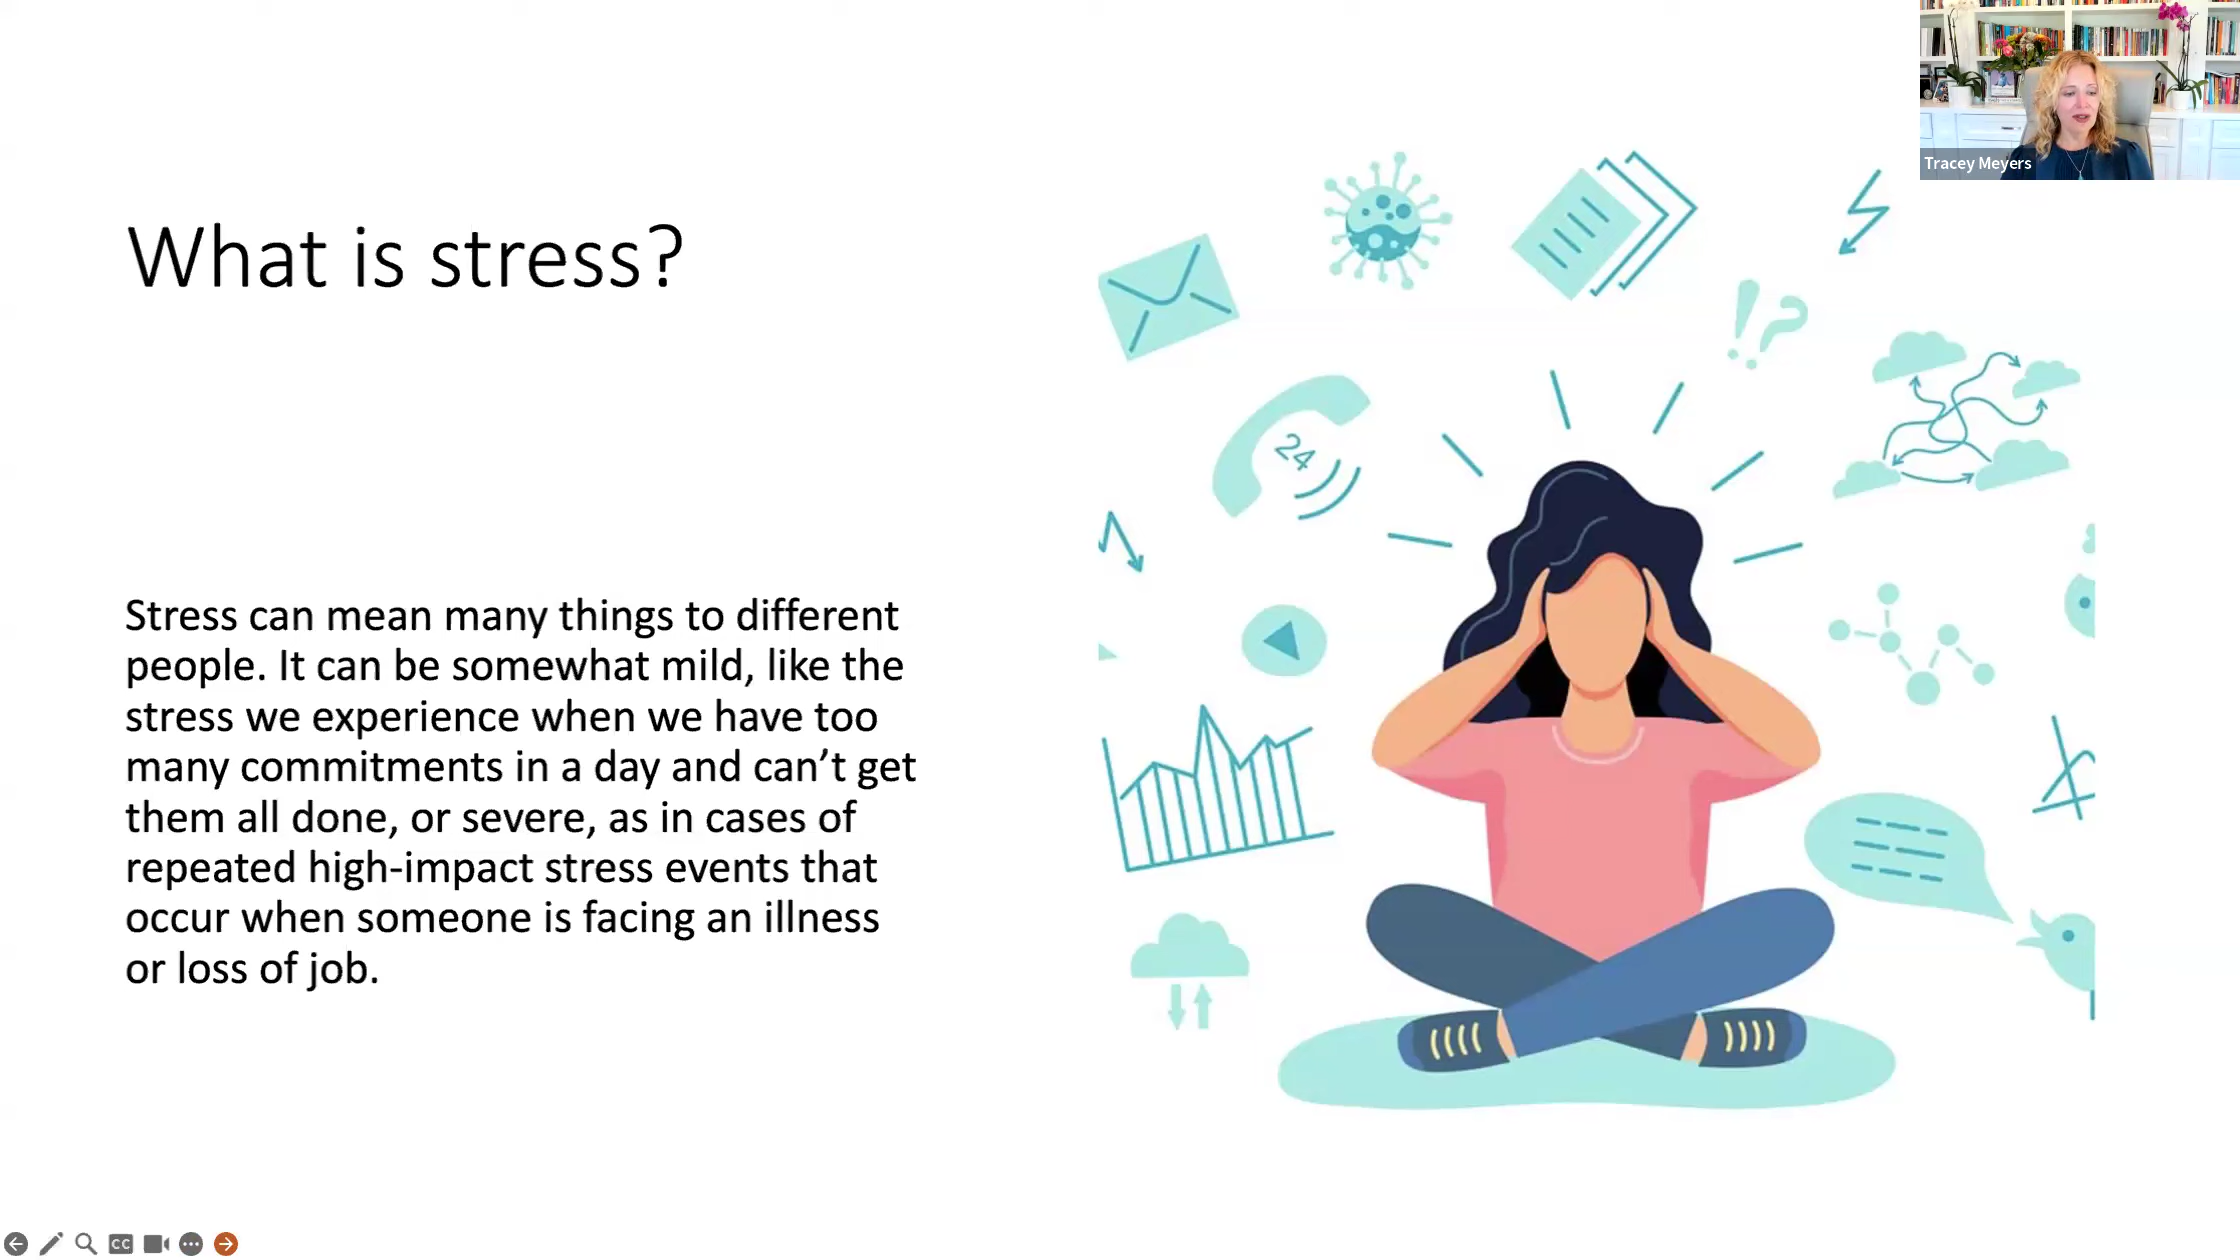 Tracey Meyers
What is stress?
!?
24
Stress can mean many things to different
people. It can be somewhat mild, like the
stress we experience when we have too
many commitments in a day and can’t get
them all done, or severe, as in cases of
repeated high-impact stress events that
occur when someone is facing an illness
or loss of job.
CC